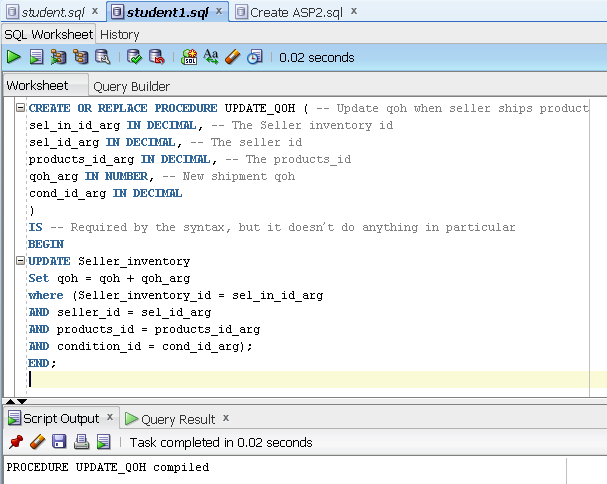 student.sql x student1.sql x Create ASP2.sql x
SQL Worksheet History
0.02 seconds
Worksheet Query Builder
CREATE OR REPLACE PROCEDURE UPDATE_QOH ( -- Update qoh when seller ships product
sel_in_id_arg IN DECIMAL, -- The Seller inventory id
sel_id_arg IN DECIMAL, -- The seller id
products_id_arg IN DECIMAL, -- The products_id
qoh_arg IN NUMBER, -- New shipment qoh
cond_id_arg IN DECIMAL
)
IS -- Required by the syntax, but it doesn't do anything in particular
BEGIN
UPDATE Seller_inventory
Set qoh = qoh + qoh_arg
where (Seller_inventory_id = sel_in_id_arg
AND seller_id = sel_id_arg
AND products_id = products_id_arg
AND condition_id = cond_id_arg);
END;
Script Output x Query Result x
Task completed in 0.02 seconds
PROCEDURE UPDATE_QOH compiled